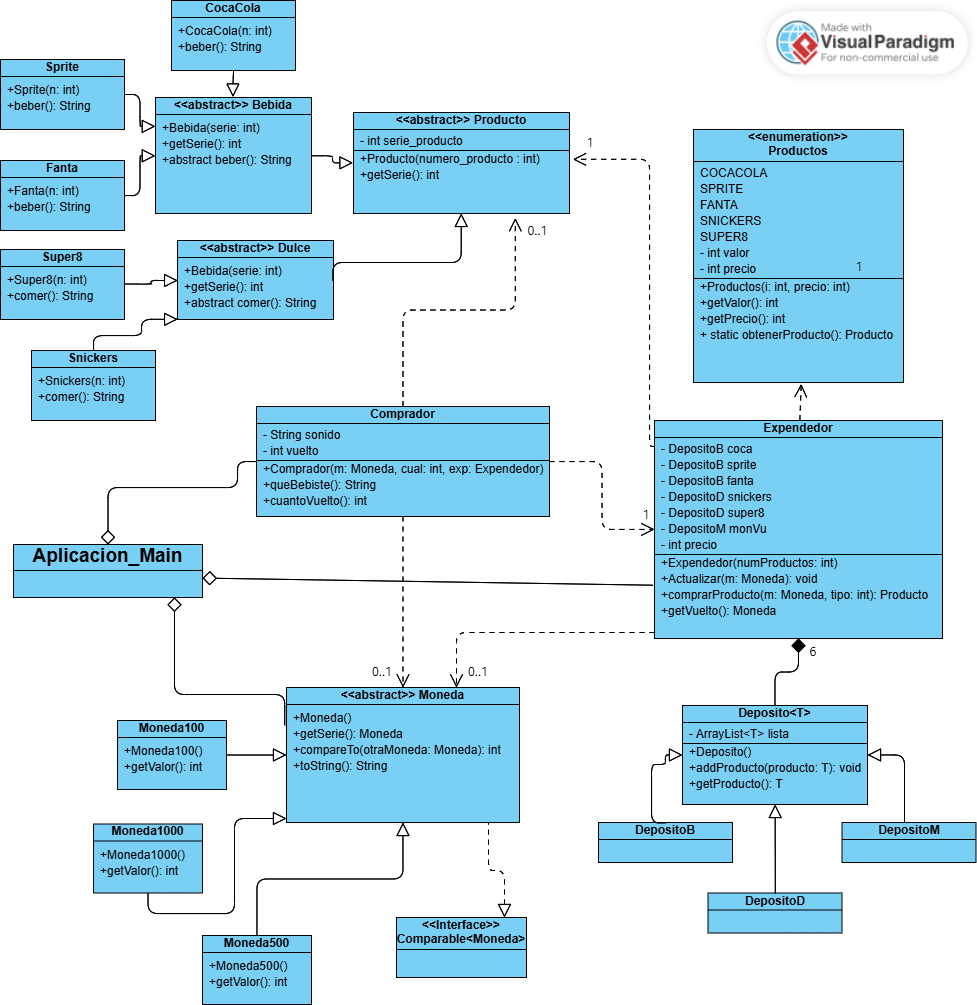 CocaCola
+CocaCola(n: int)
+beber(): String
Made with
Visual Paradigm
For non-commercial use
Sprite
+Sprite(n: int)
+beber(): String
<<abstract>> Bebida
+Bebida(serie: int)
+getSerie(): int
+abstract beber(): String
<<abstract>> Producto
- int serie_producto
+Producto(numero_producto : int)
+getSerie(): int
1
0..1
<<enumeration>>
Productos
COCACOLA
SPRITE
FANTA
SNICKERS
SUPER8
- int valor
- int precio
1
+Productos(i: int, precio: int)
+getValor(): int
+getPrecio(): int
+ static obtenerProducto(): Producto
Fanta
+Fanta(n: int)
+beber(): String
Super8
+Super8(n: int)
+comer(): String
<<abstract>> Dulce
+Bebida(serie: int)
+getSerie(): int
+abstract comer(): String
Snickers
+Snickers(n: int)
+comer(): String
Comprador
- String sonido
- int vuelto
+Comprador(m: Moneda, cual: int, exp: Expendedor)
+queBebiste(): String
+cuantoVuelto(): int
1
Expendedor
- DepositoB coca
- DepositoB sprite
- DepositoB fanta
- DepositoD snickers
- DepositoD super8
- DepositoM monVu
- int precio
+Expendedor(numProductos: int)
+Actualizar(m: Moneda): void
+comprarProducto(m: Moneda, tipo: int): Producto
+getVuelto(): Moneda
Aplicacion_Main
6
0..1
0..1
<<abstract>> Moneda
+Moneda()
+getSerie(): Moneda
+compareTo(otraMoneda: Moneda): int
+toString(): String
Moneda100
+Moneda100()
+getValor(): int
Deposito<T>
- ArrayList<T> lista
+Deposito()
+addProducto(producto: T): void
+getProducto(): T
Moneda1000
+Moneda1000()
+getValor(): int
DepositoB
DepositoM
DepositoD
Moneda500
+Moneda500()
+getValor(): int
<<Interface>>
Comparable<Moneda>